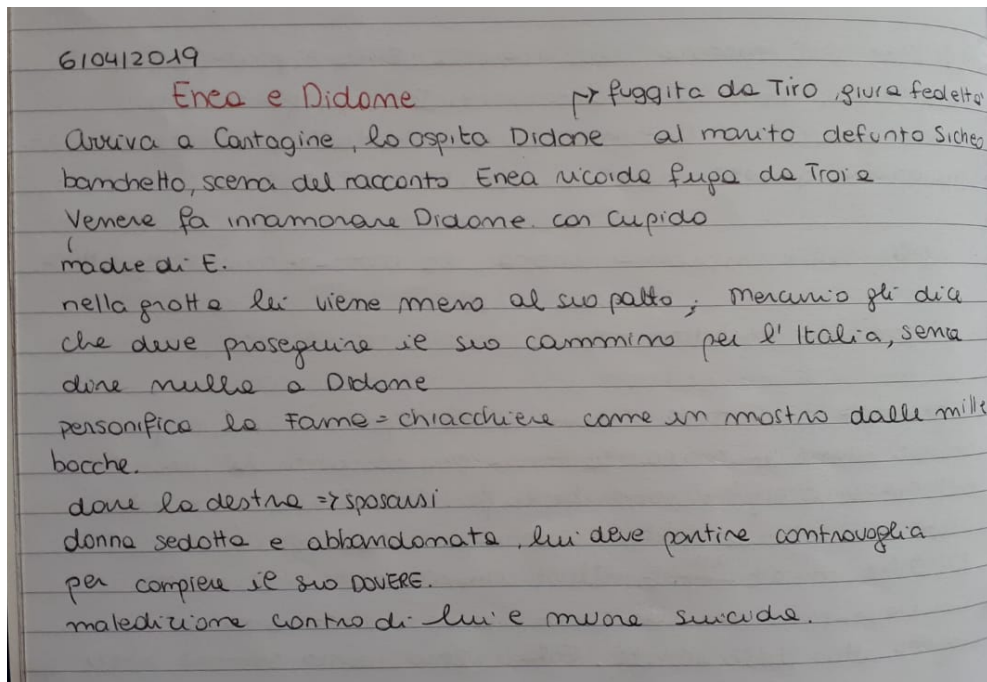 6/04/2019
Enea e Didone
↱ fuggita da Tiro, giura fedeltà
Arriva a Cartagine, lo ospita Didone al marito defunto Sicheo
banchetto, scena del racconto Enea ricorda fuga da Troia
Venere fa innamorare Didone con Cupido
madre di E.
nella grotta lei viene meno al suo patto; Mercurio gli dice
che deve proseguire il suo cammino per l'Italia, senza
dire nulla a Didone
personifica la Fama = chiacchiere come un mostro dalle mille
bocche.
dare la destra => sposarsi
donna sedotta e abbandonata, lui deve partire controvoglia
per compiere il suo DOVERE.
maledizione contro di lui e muore suicida.